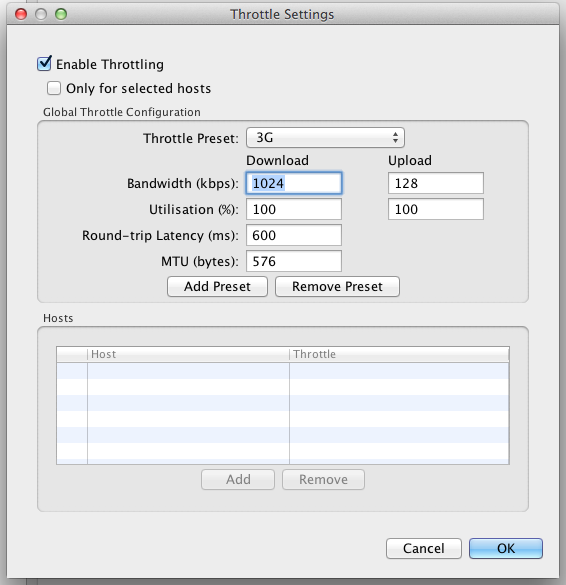 Throttle Settings
Enable Throttling
Only for selected hosts
Global Throttle Configuration
Throttle Preset: 3G
Download Upload
Bandwidth (kbps): 1024 128
Utilisation (%): 100 100
Round-trip Latency (ms): 600
MTU (bytes): 576
Add Preset Remove Preset
Hosts
Host Throttle
Add Remove
Cancel OK